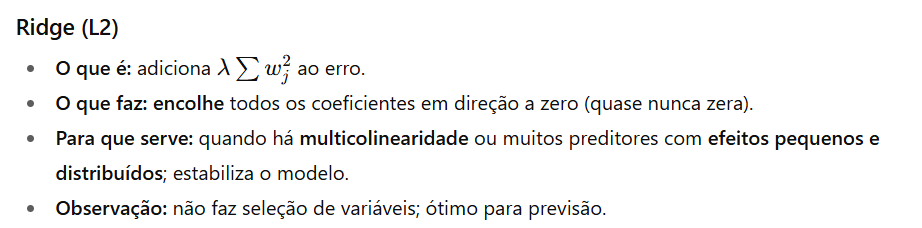 Ridge (L2)
• O que é: adiciona λ∑ w_j^2 ao erro.
• O que faz: encolhe todos os coeficientes em direção a zero (quase nunca zera).
• Para que serve: quando há multicolinearidade ou muitos preditores com efeitos pequenos e
distribuídos; estabiliza o modelo.
• Observação: não faz seleção de variáveis; ótimo para previsão.